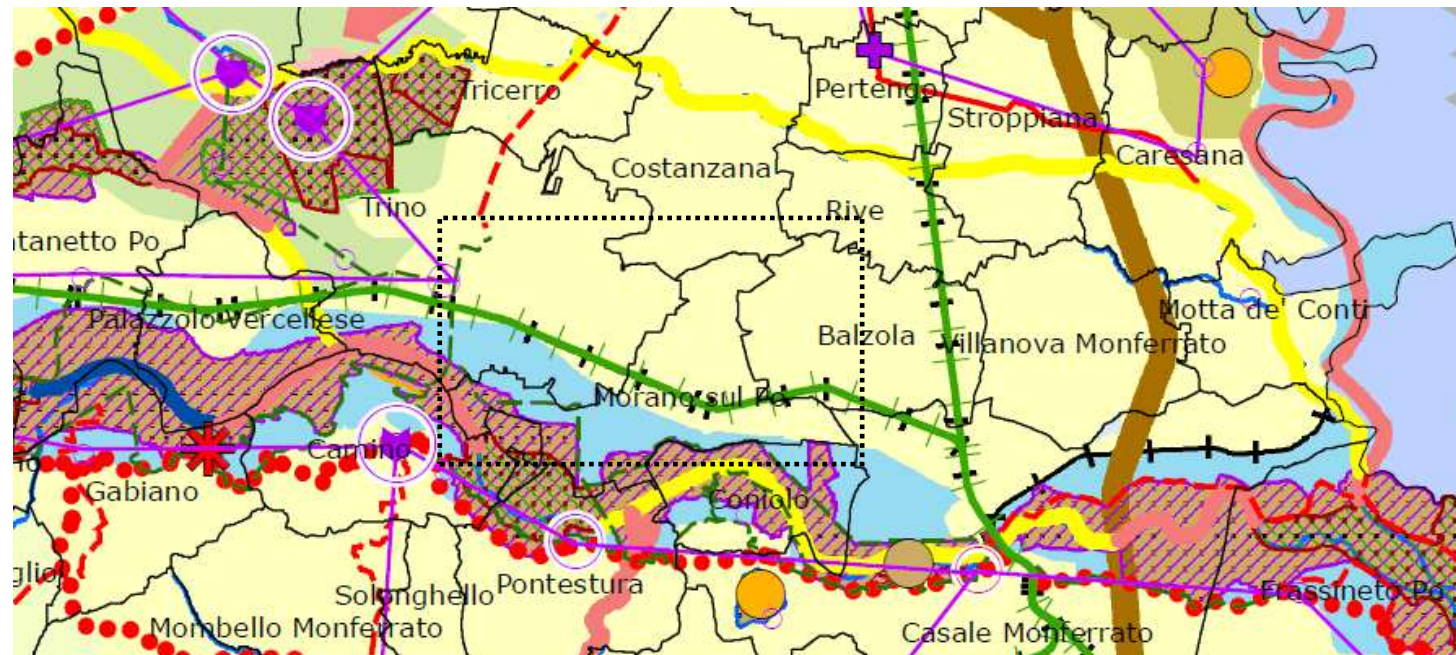 Tricerro
Pertengo
Stroppiana
Costanzana
Caresana
Trino
Rive
tanetto Po
Motta de' Conti
Palazzolo Vercellese
Balzola
Villanova Monferrato
Morano sul Po
Camino
Gabiano
Coniolo
Pontestura
Solonghello
Frassineto Po
Mombello Monferrato
Casale Monferrato